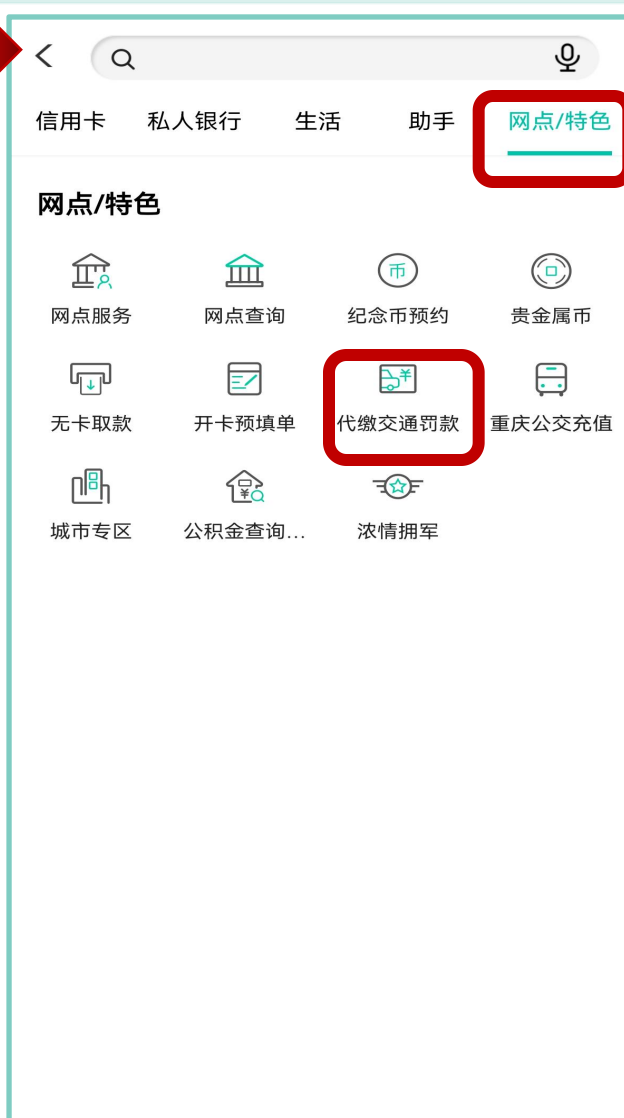 信用卡 私人银行 生活 助手 网点/特色
网点/特色
网点服务 网点查询 纪念币预约 贵金属币
无卡取款 开卡预填单 代缴交通罚款 重庆公交充值
城市专区 公积金查询... 浓情拥军